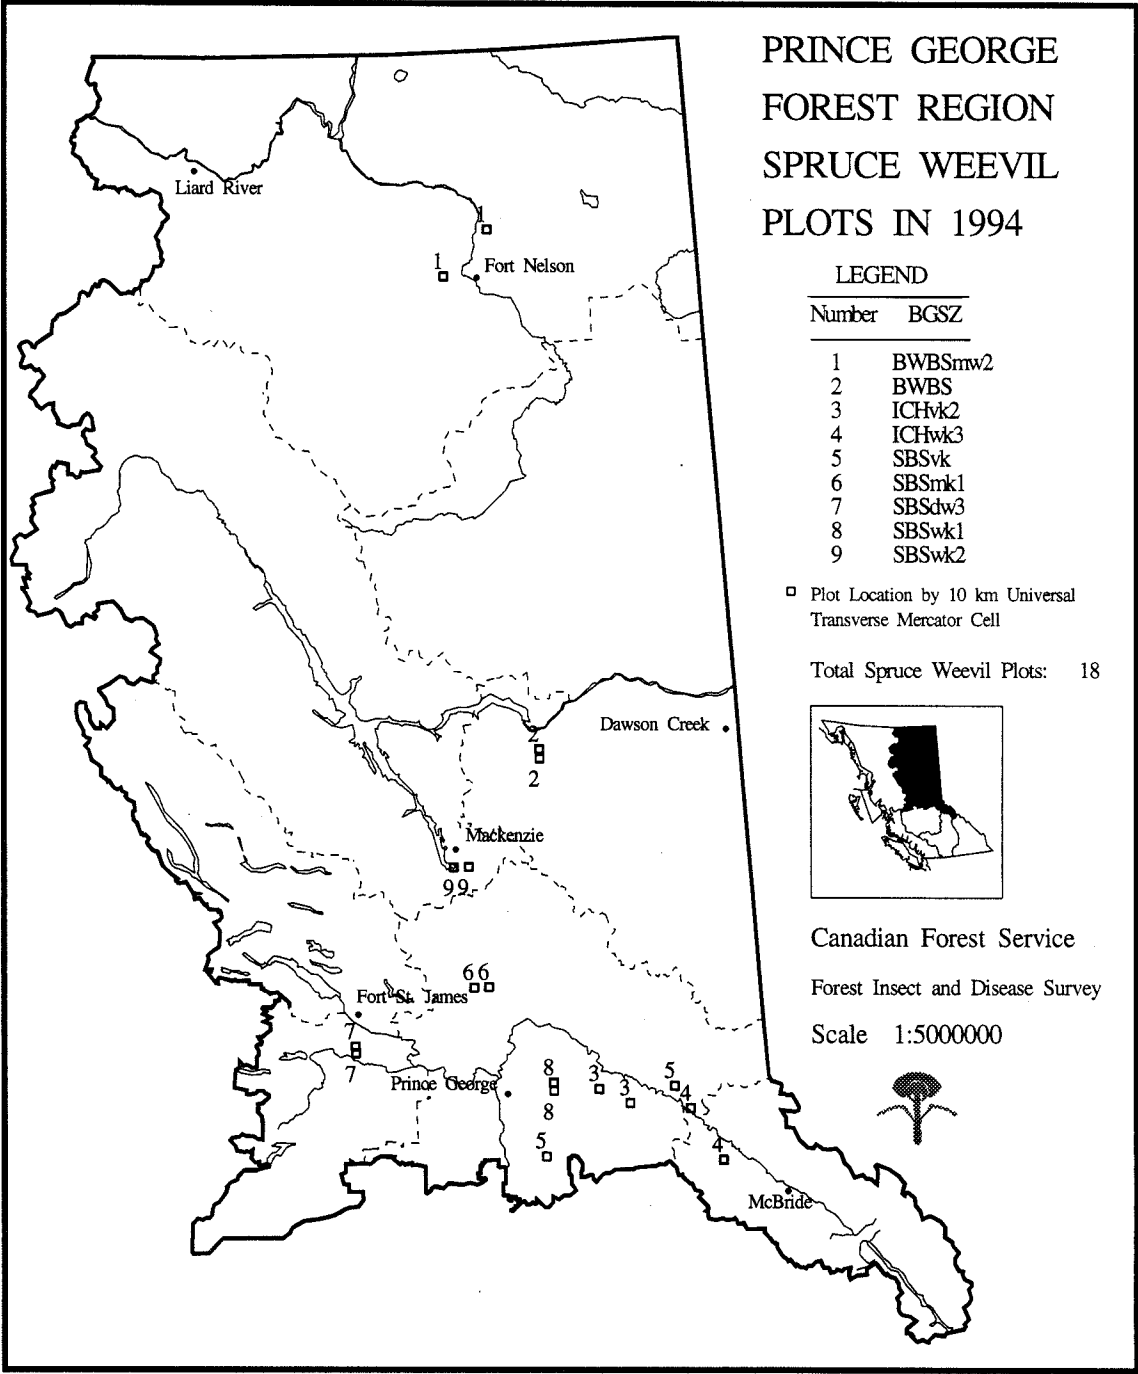 PRINCE GEORGE
FOREST REGION
SPRUCE WEEVIL
PLOTS IN 1994
LEGEND
Number BGSZ
1 BWBSmw2
2 BWBS
3 ICHvk2
4 ICHwk3
5 SBSvk
6 SBSmk1
7 SBSdw3
8 SBSwk1
9 SBSwk2
Plot Location by 10 km Universal
Transverse Mercator Cell
Total Spruce Weevil Plots: 18
Canadian Forest Service
Forest Insect and Disease Survey
Scale 1:5000000
Liard River
1
1
Fort Nelson
Dawson Creek
2
2
Mackenzie
99
66
Fort St. James
7
7
Prince George
8
8
3
3
5
4
5
4
McBride